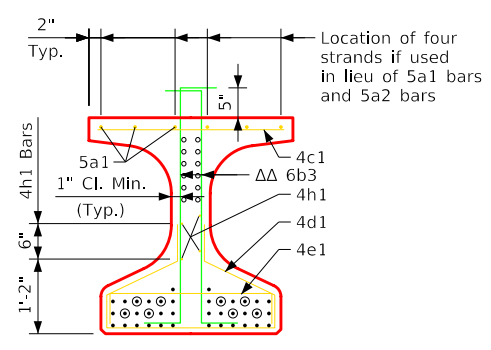 2"
Typ.
Location of four
strands if used
in lieu of 5a1 bars
and 5a2 bars
5"
4h1 Bars
5a1
4c1
1" Cl. Min.
(Typ.)
ΔΔ 6b3
4h1
4d1
6"
4e1
1'-2"